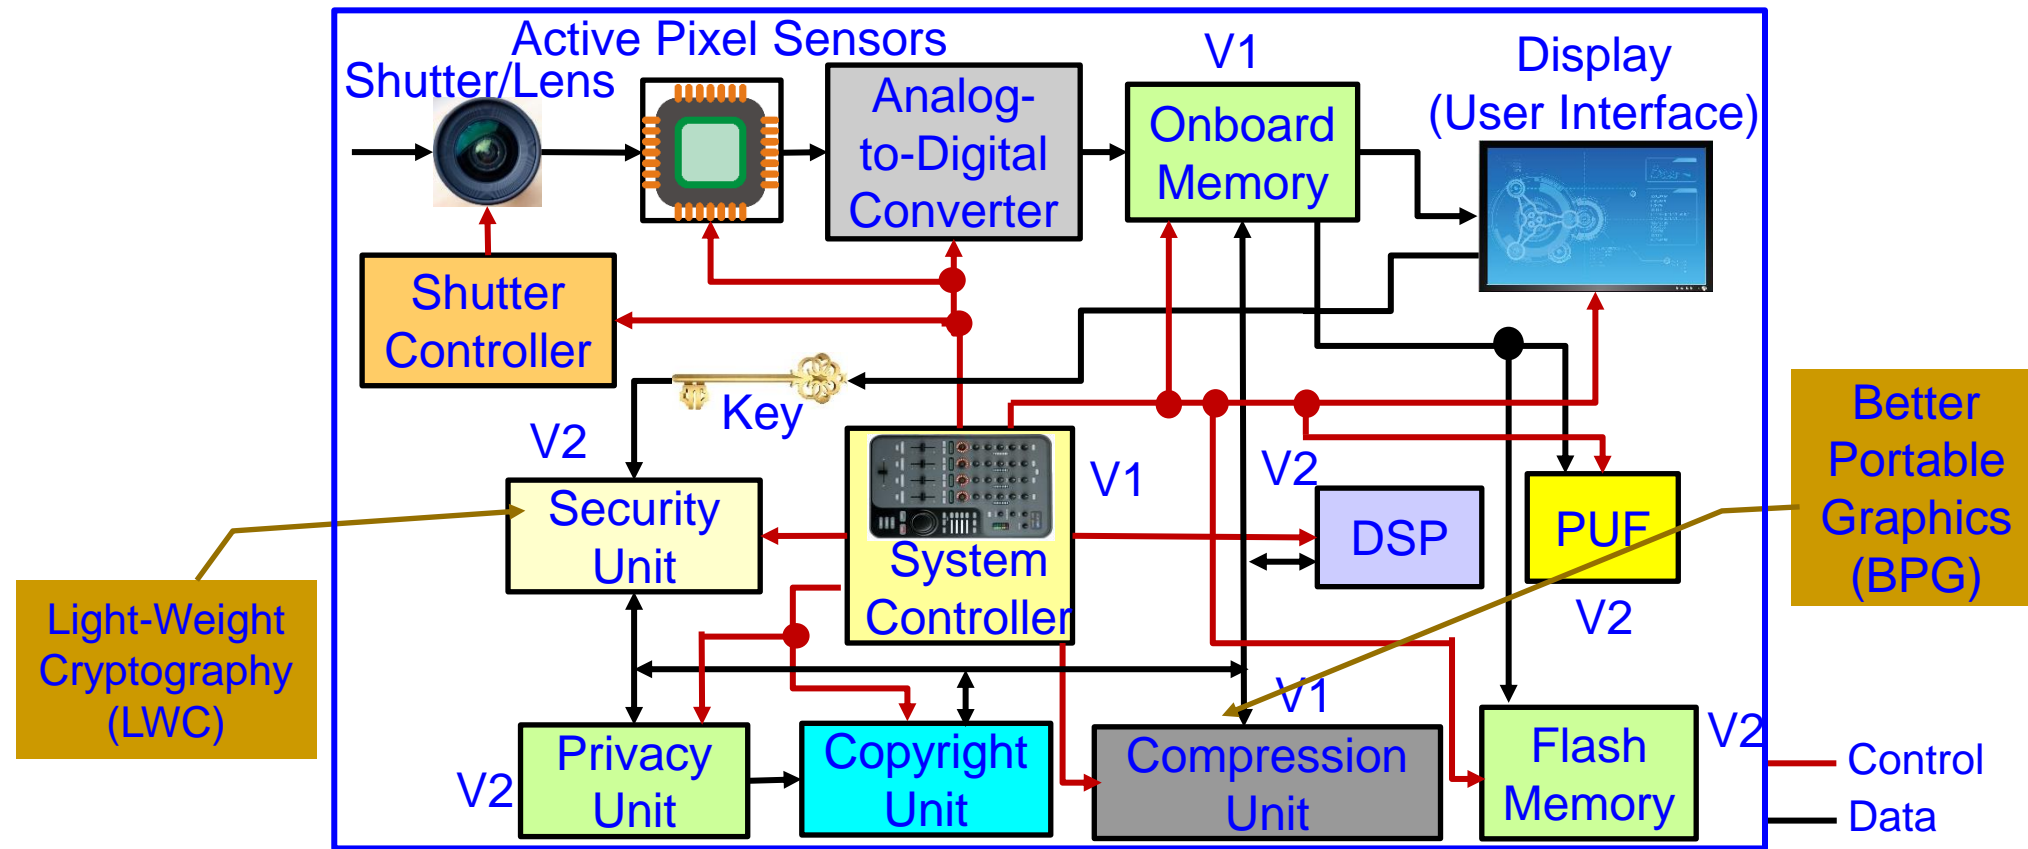 Active Pixel Sensors
Shutter/Lens
Analog-
to-Digital
Converter
V1
Onboard
Memory
Display
(User Interface)
Shutter
Controller
Key
V2
Security
Unit
System
Controller
V1
V2
DSP
PUF
V2
Better
Portable
Graphics
(BPG)
Light-Weight
Cryptography
(LWC)
V2
Privacy
Unit
Copyright
Unit
V1
Compression
Unit
Flash
Memory
V2
Control
Data